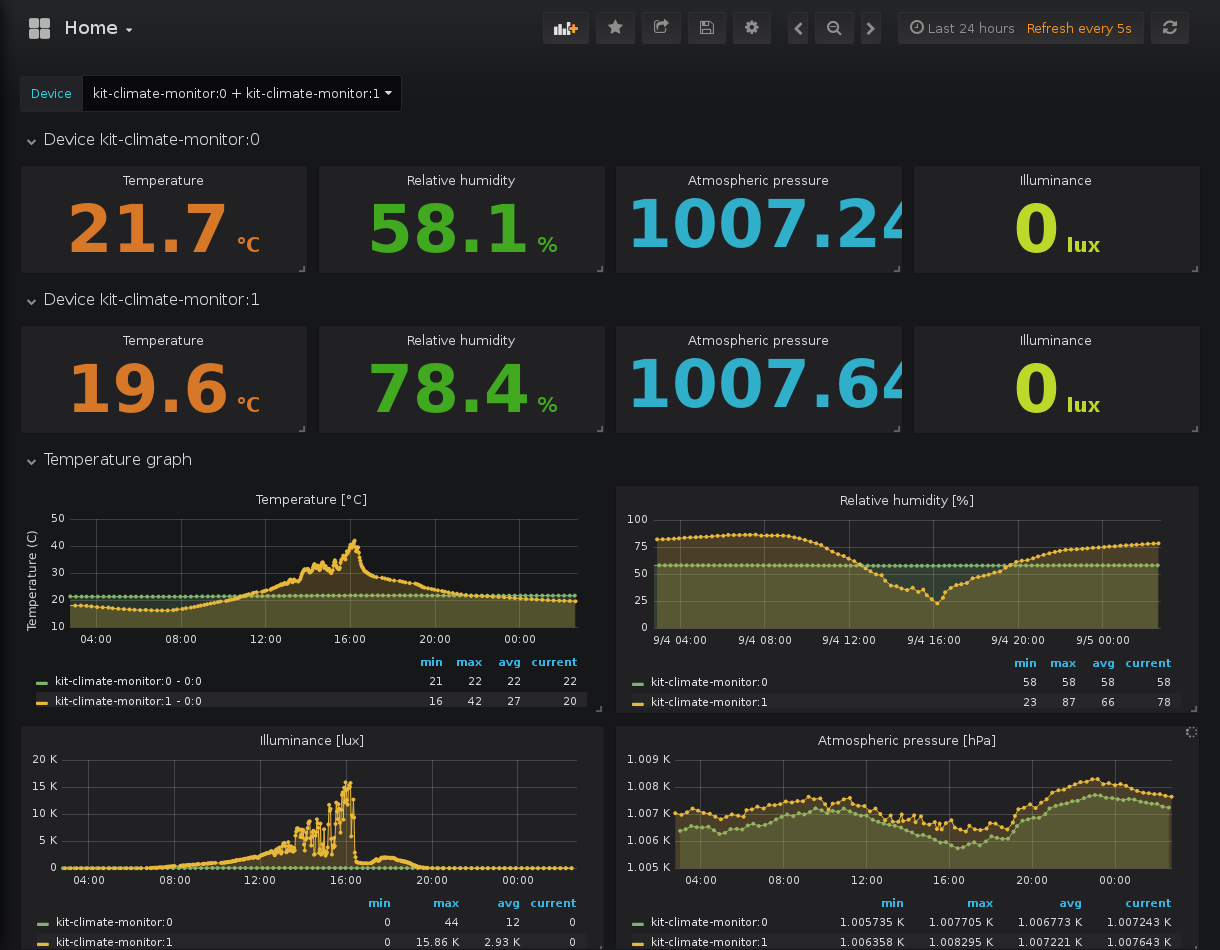 Home
Last 24 hours Refresh every 5s
Device kit-climate-monitor:0 + kit-climate-monitor:1
Device kit-climate-monitor:0
Temperature Relative humidity Atmospheric pressure Illuminance
21.7 °C 58.1 % 1007.24 0 lux
Device kit-climate-monitor:1
Temperature Relative humidity Atmospheric pressure Illuminance
19.6 °C 78.4 % 1007.64 0 lux
Temperature graph
Temperature [°C]
Temperature (C)
50
40
30
20
10
04:00 08:00 12:00 16:00 20:00 00:00
min max avg current
kit-climate-monitor:0 - 0:0 21 22 22 22
kit-climate-monitor:1 - 0:0 16 42 27 20
Relative humidity [%]
100
75
50
25
0
9/4 04:00 9/4 08:00 9/4 12:00 9/4 16:00 9/4 20:00 9/5 00:00
min max avg current
kit-climate-monitor:0 58 58 58 58
kit-climate-monitor:1 23 87 66 78
Illuminance [lux]
20 K
15 K
10 K
5 K
0
04:00 08:00 12:00 16:00 20:00 00:00
min max avg current
kit-climate-monitor:0 0 44 12 0
kit-climate-monitor:1 0 15.86 K 2.93 K 0
Atmospheric pressure [hPa]
1.009 K
1.008 K
1.007 K
1.006 K
1.005 K
04:00 08:00 12:00 16:00 20:00 00:00
min max avg current
kit-climate-monitor:0 1.005735 K 1.007705 K 1.006773 K 1.007243 K
kit-climate-monitor:1 1.006358 K 1.008295 K 1.007221 K 1.007643 K